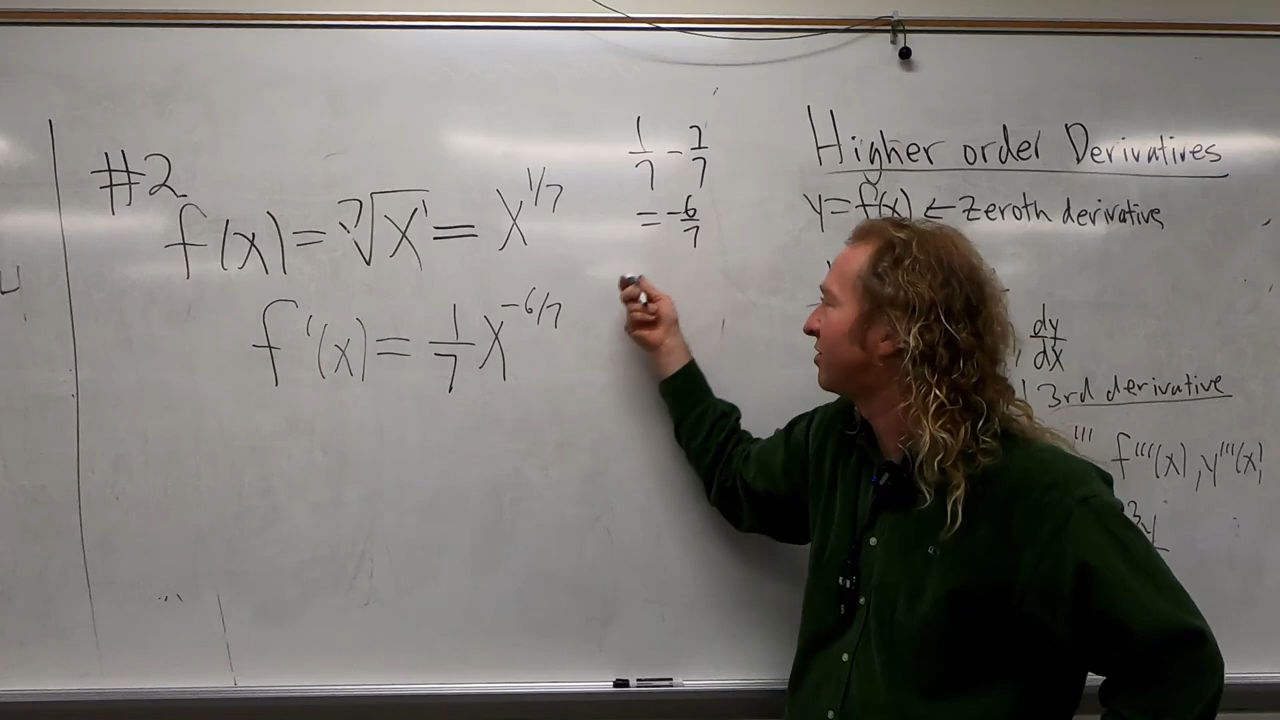 #2
f(x) = ⁷√x = x^1/7
f'(x) = 1/7 x^-6/7
1/7 - 7/7
= -6/7
Higher order Derivatives
y = f(x) ← Zeroth derivative
dy/dx
3rd derivative
''' f'''(x), y'''(x)